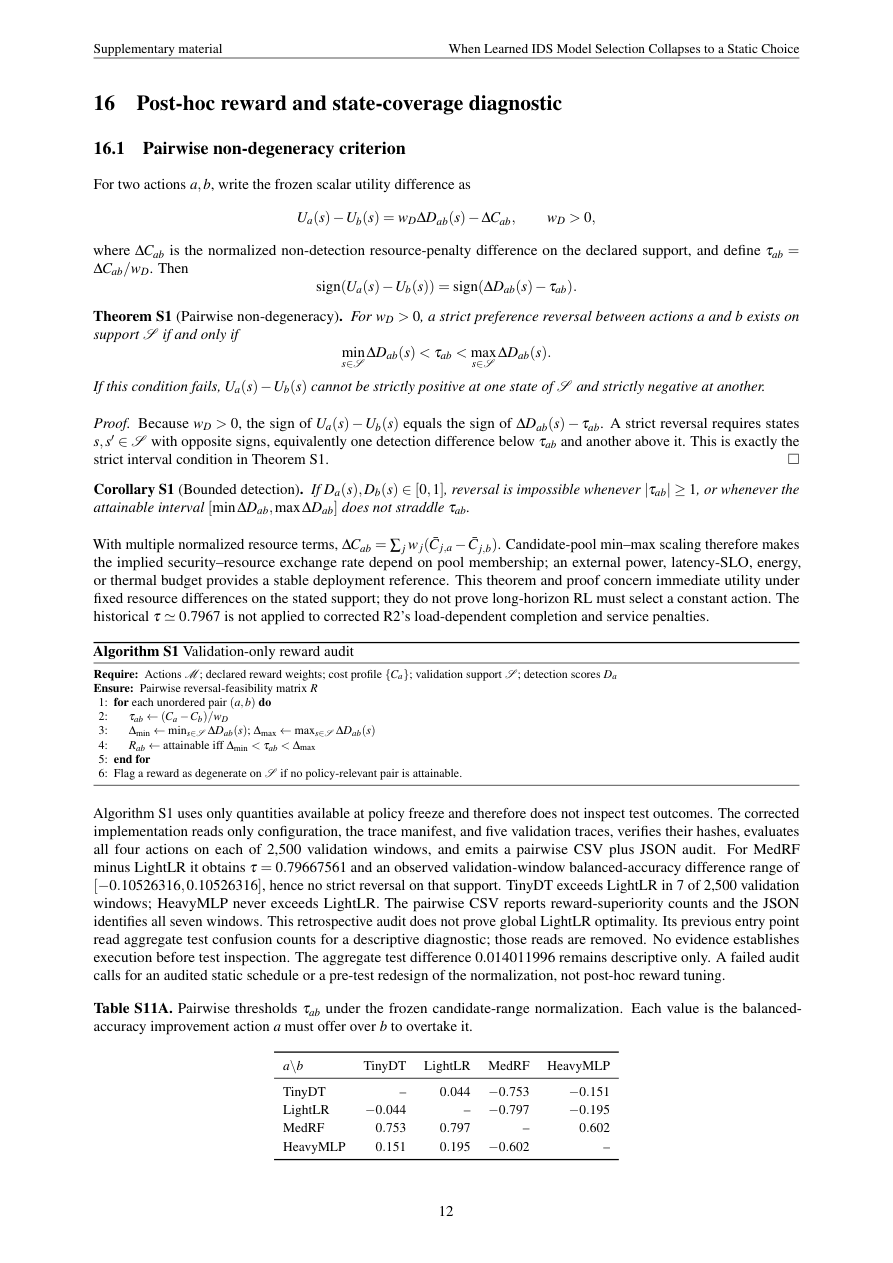 Supplementary material When Learned IDS Model Selection Collapses to a Static Choice
16 Post-hoc reward and state-coverage diagnostic
16.1 Pairwise non-degeneracy criterion
For two actions a,b, write the frozen scalar utility difference as
U_a(s) − U_b(s) = w_DΔD_ab(s) − ΔC_ab, w_D > 0,
where ΔC_ab is the normalized non-detection resource-penalty difference on the declared support, and define τ_ab =
ΔC_ab/w_D. Then
sign(U_a(s) − U_b(s)) = sign(ΔD_ab(s) − τ_ab).
Theorem S1 (Pairwise non-degeneracy). For w_D > 0, a strict preference reversal between actions a and b exists on
support 𝒮 if and only if
min_{s∈𝒮} ΔD_ab(s) < τ_ab < max_{s∈𝒮} ΔD_ab(s).
If this condition fails, U_a(s) − U_b(s) cannot be strictly positive at one state of 𝒮 and strictly negative at another.
Proof. Because w_D > 0, the sign of U_a(s) − U_b(s) equals the sign of ΔD_ab(s) − τ_ab. A strict reversal requires states
s,s′ ∈ 𝒮 with opposite signs, equivalently one detection difference below τ_ab and another above it. This is exactly the
strict interval condition in Theorem S1. □
Corollary S1 (Bounded detection). If D_a(s),D_b(s) ∈ [0,1], reversal is impossible whenever |τ_ab| ≥ 1, or whenever the
attainable interval [minΔD_ab,maxΔD_ab] does not straddle τ_ab.
With multiple normalized resource terms, ΔC_ab = ∑_j w_j(C̄_j,a − C̄_j,b). Candidate-pool min–max scaling therefore makes
the implied security–resource exchange rate depend on pool membership; an external power, latency-SLO, energy,
or thermal budget provides a stable deployment reference. This theorem and proof concern immediate utility under
fixed resource differences on the stated support; they do not prove long-horizon RL must select a constant action. The
historical τ ≃ 0.7967 is not applied to corrected R2’s load-dependent completion and service penalties.
Algorithm S1 Validation-only reward audit
Require: Actions ℳ; declared reward weights; cost profile {C_a}; validation support 𝒮; detection scores D_a
Ensure: Pairwise reversal-feasibility matrix R
1: for each unordered pair (a,b) do
2: τ_ab ← (C_a − C_b)/w_D
3: Δ_min ← min_{s∈𝒮} ΔD_ab(s); Δ_max ← max_{s∈𝒮} ΔD_ab(s)
4: R_ab ← attainable iff Δ_min < τ_ab < Δ_max
5: end for
6: Flag a reward as degenerate on 𝒮 if no policy-relevant pair is attainable.
Algorithm S1 uses only quantities available at policy freeze and therefore does not inspect test outcomes. The corrected
implementation reads only configuration, the trace manifest, and five validation traces, verifies their hashes, evaluates
all four actions on each of 2,500 validation windows, and emits a pairwise CSV plus JSON audit. For MedRF
minus LightLR it obtains τ = 0.79667561 and an observed validation-window balanced-accuracy difference range of
[−0.10526316,0.10526316], hence no strict reversal on that support. TinyDT exceeds LightLR in 7 of 2,500 validation
windows; HeavyMLP never exceeds LightLR. The pairwise CSV reports reward-superiority counts and the JSON
identifies all seven windows. This retrospective audit does not prove global LightLR optimality. Its previous entry point
read aggregate test confusion counts for a descriptive diagnostic; those reads are removed. No evidence establishes
execution before test inspection. The aggregate test difference 0.014011996 remains descriptive only. A failed audit
calls for an audited static schedule or a pre-test redesign of the normalization, not post-hoc reward tuning.
Table S11A. Pairwise thresholds τ_ab under the frozen candidate-range normalization. Each value is the balanced-
accuracy improvement action a must offer over b to overtake it.
a\b TinyDT LightLR MedRF HeavyMLP
TinyDT – 0.044 −0.753 −0.151
LightLR −0.044 – −0.797 −0.195
MedRF 0.753 0.797 – 0.602
HeavyMLP 0.151 0.195 −0.602 –
12